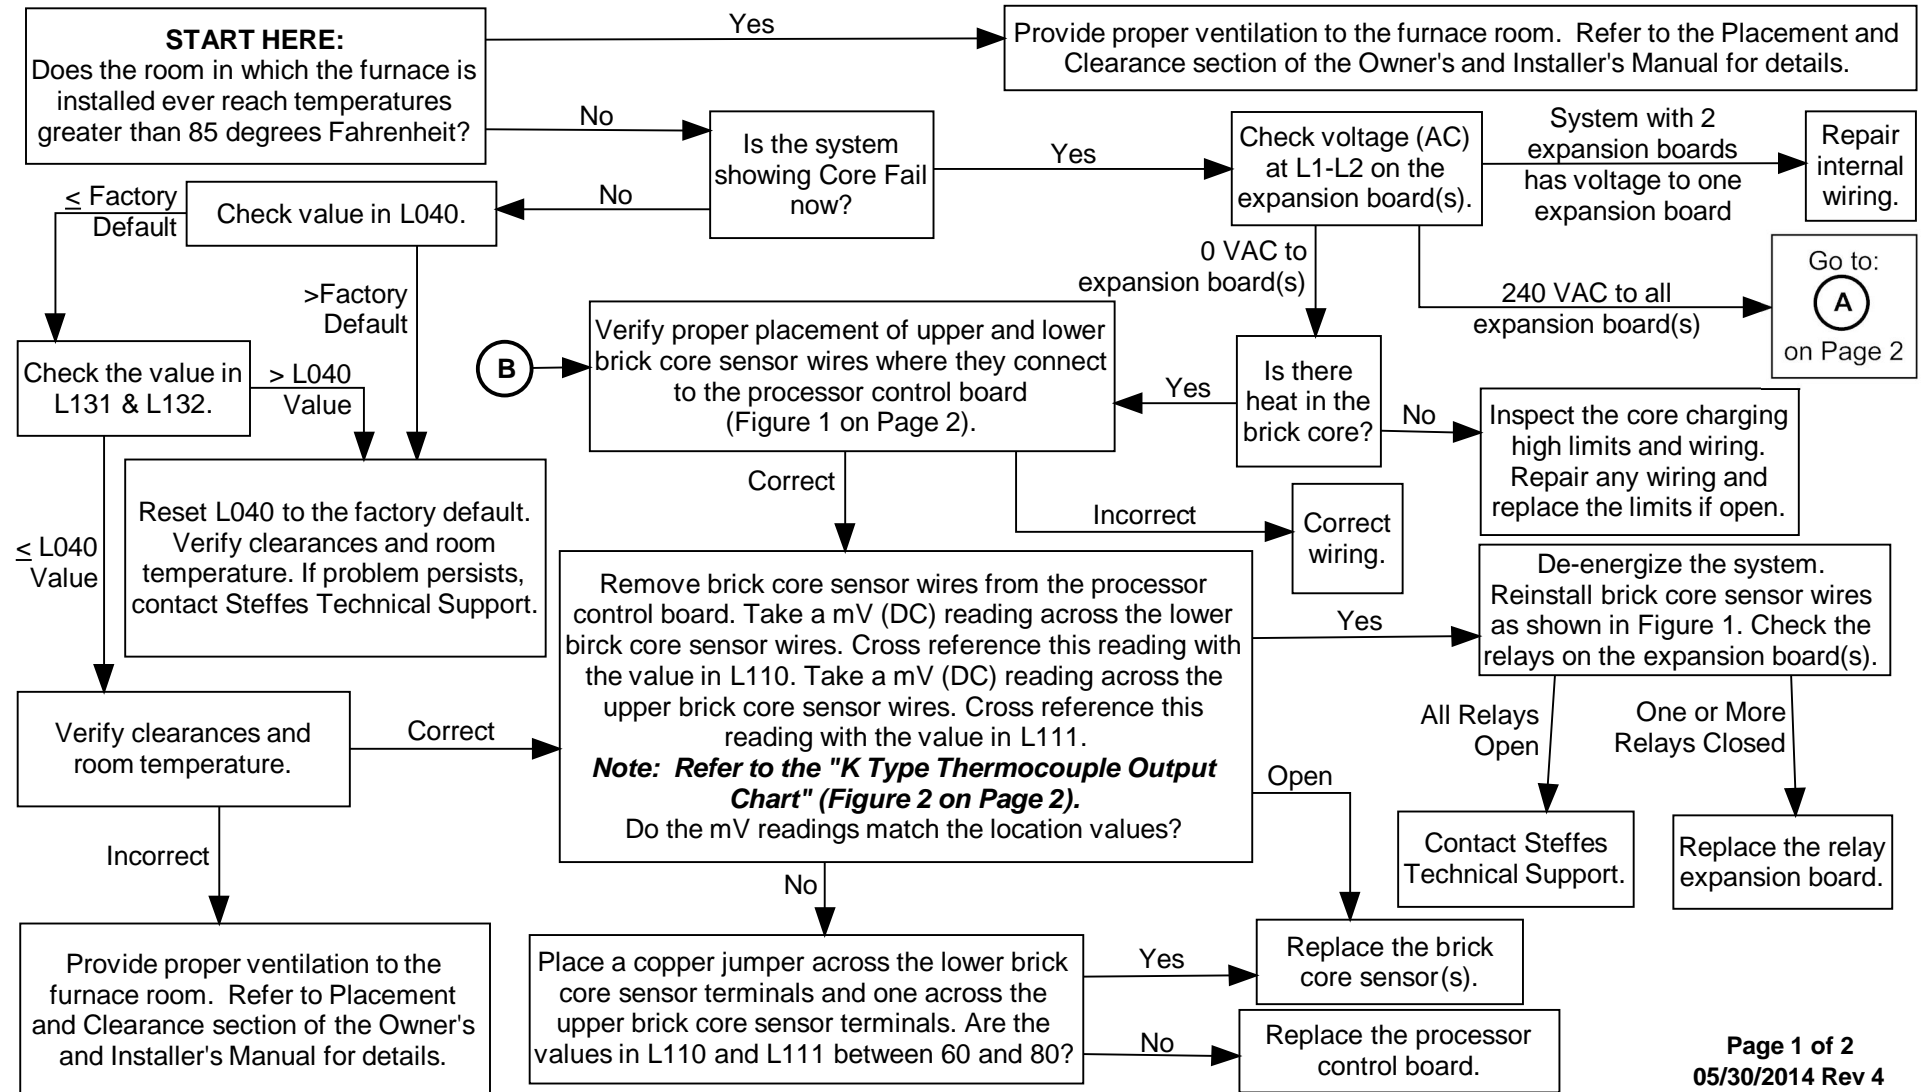 START HERE:
Does the room in which the furnace is
installed ever reach temperatures
greater than 85 degrees Fahrenheit?
Yes
Provide proper ventilation to the furnace room. Refer to the Placement and
Clearance section of the Owner's and Installer's Manual for details.
No
Is the system
showing Core Fail
now?
Yes
Check voltage (AC)
at L1-L2 on the
expansion board(s).
System with 2
expansion boards
has voltage to one
expansion board
Repair
internal
wiring.
≤ Factory
Default
Check value in L040.
No
0 VAC to
expansion board(s)
240 VAC to all
expansion board(s)
Go to:
A
on Page 2
>Factory
Default
B
Verify proper placement of upper and lower
brick core sensor wires where they connect
to the processor control board
(Figure 1 on Page 2).
Yes
Is there
heat in the
brick core?
No
Inspect the core charging
high limits and wiring.
Repair any wiring and
replace the limits if open.
Check the value in
L131 & L132.
> L040
Value
Correct
Incorrect
Correct
wiring.
Reset L040 to the factory default.
Verify clearances and room
temperature. If problem persists,
contact Steffes Technical Support.
≤ L040
Value
Remove brick core sensor wires from the processor
control board. Take a mV (DC) reading across the lower
birck core sensor wires. Cross reference this reading with
the value in L110. Take a mV (DC) reading across the
upper brick core sensor wires. Cross reference this
reading with the value in L111.
Note: Refer to the "K Type Thermocouple Output
Chart" (Figure 2 on Page 2).
Do the mV readings match the location values?
Yes
De-energize the system.
Reinstall brick core sensor wires
as shown in Figure 1. Check the
relays on the expansion board(s).
Verify clearances and
room temperature.
Correct
All Relays
Open
One or More
Relays Closed
Open
Incorrect
Contact Steffes
Technical Support.
Replace the relay
expansion board.
No
Provide proper ventilation to the
furnace room. Refer to Placement
and Clearance section of the Owner's
and Installer's Manual for details.
Place a copper jumper across the lower brick
core sensor terminals and one across the
upper brick core sensor terminals. Are the
values in L110 and L111 between 60 and 80?
Yes
Replace the brick
core sensor(s).
No
Replace the processor
control board.
Page 1 of 2
05/30/2014 Rev 4